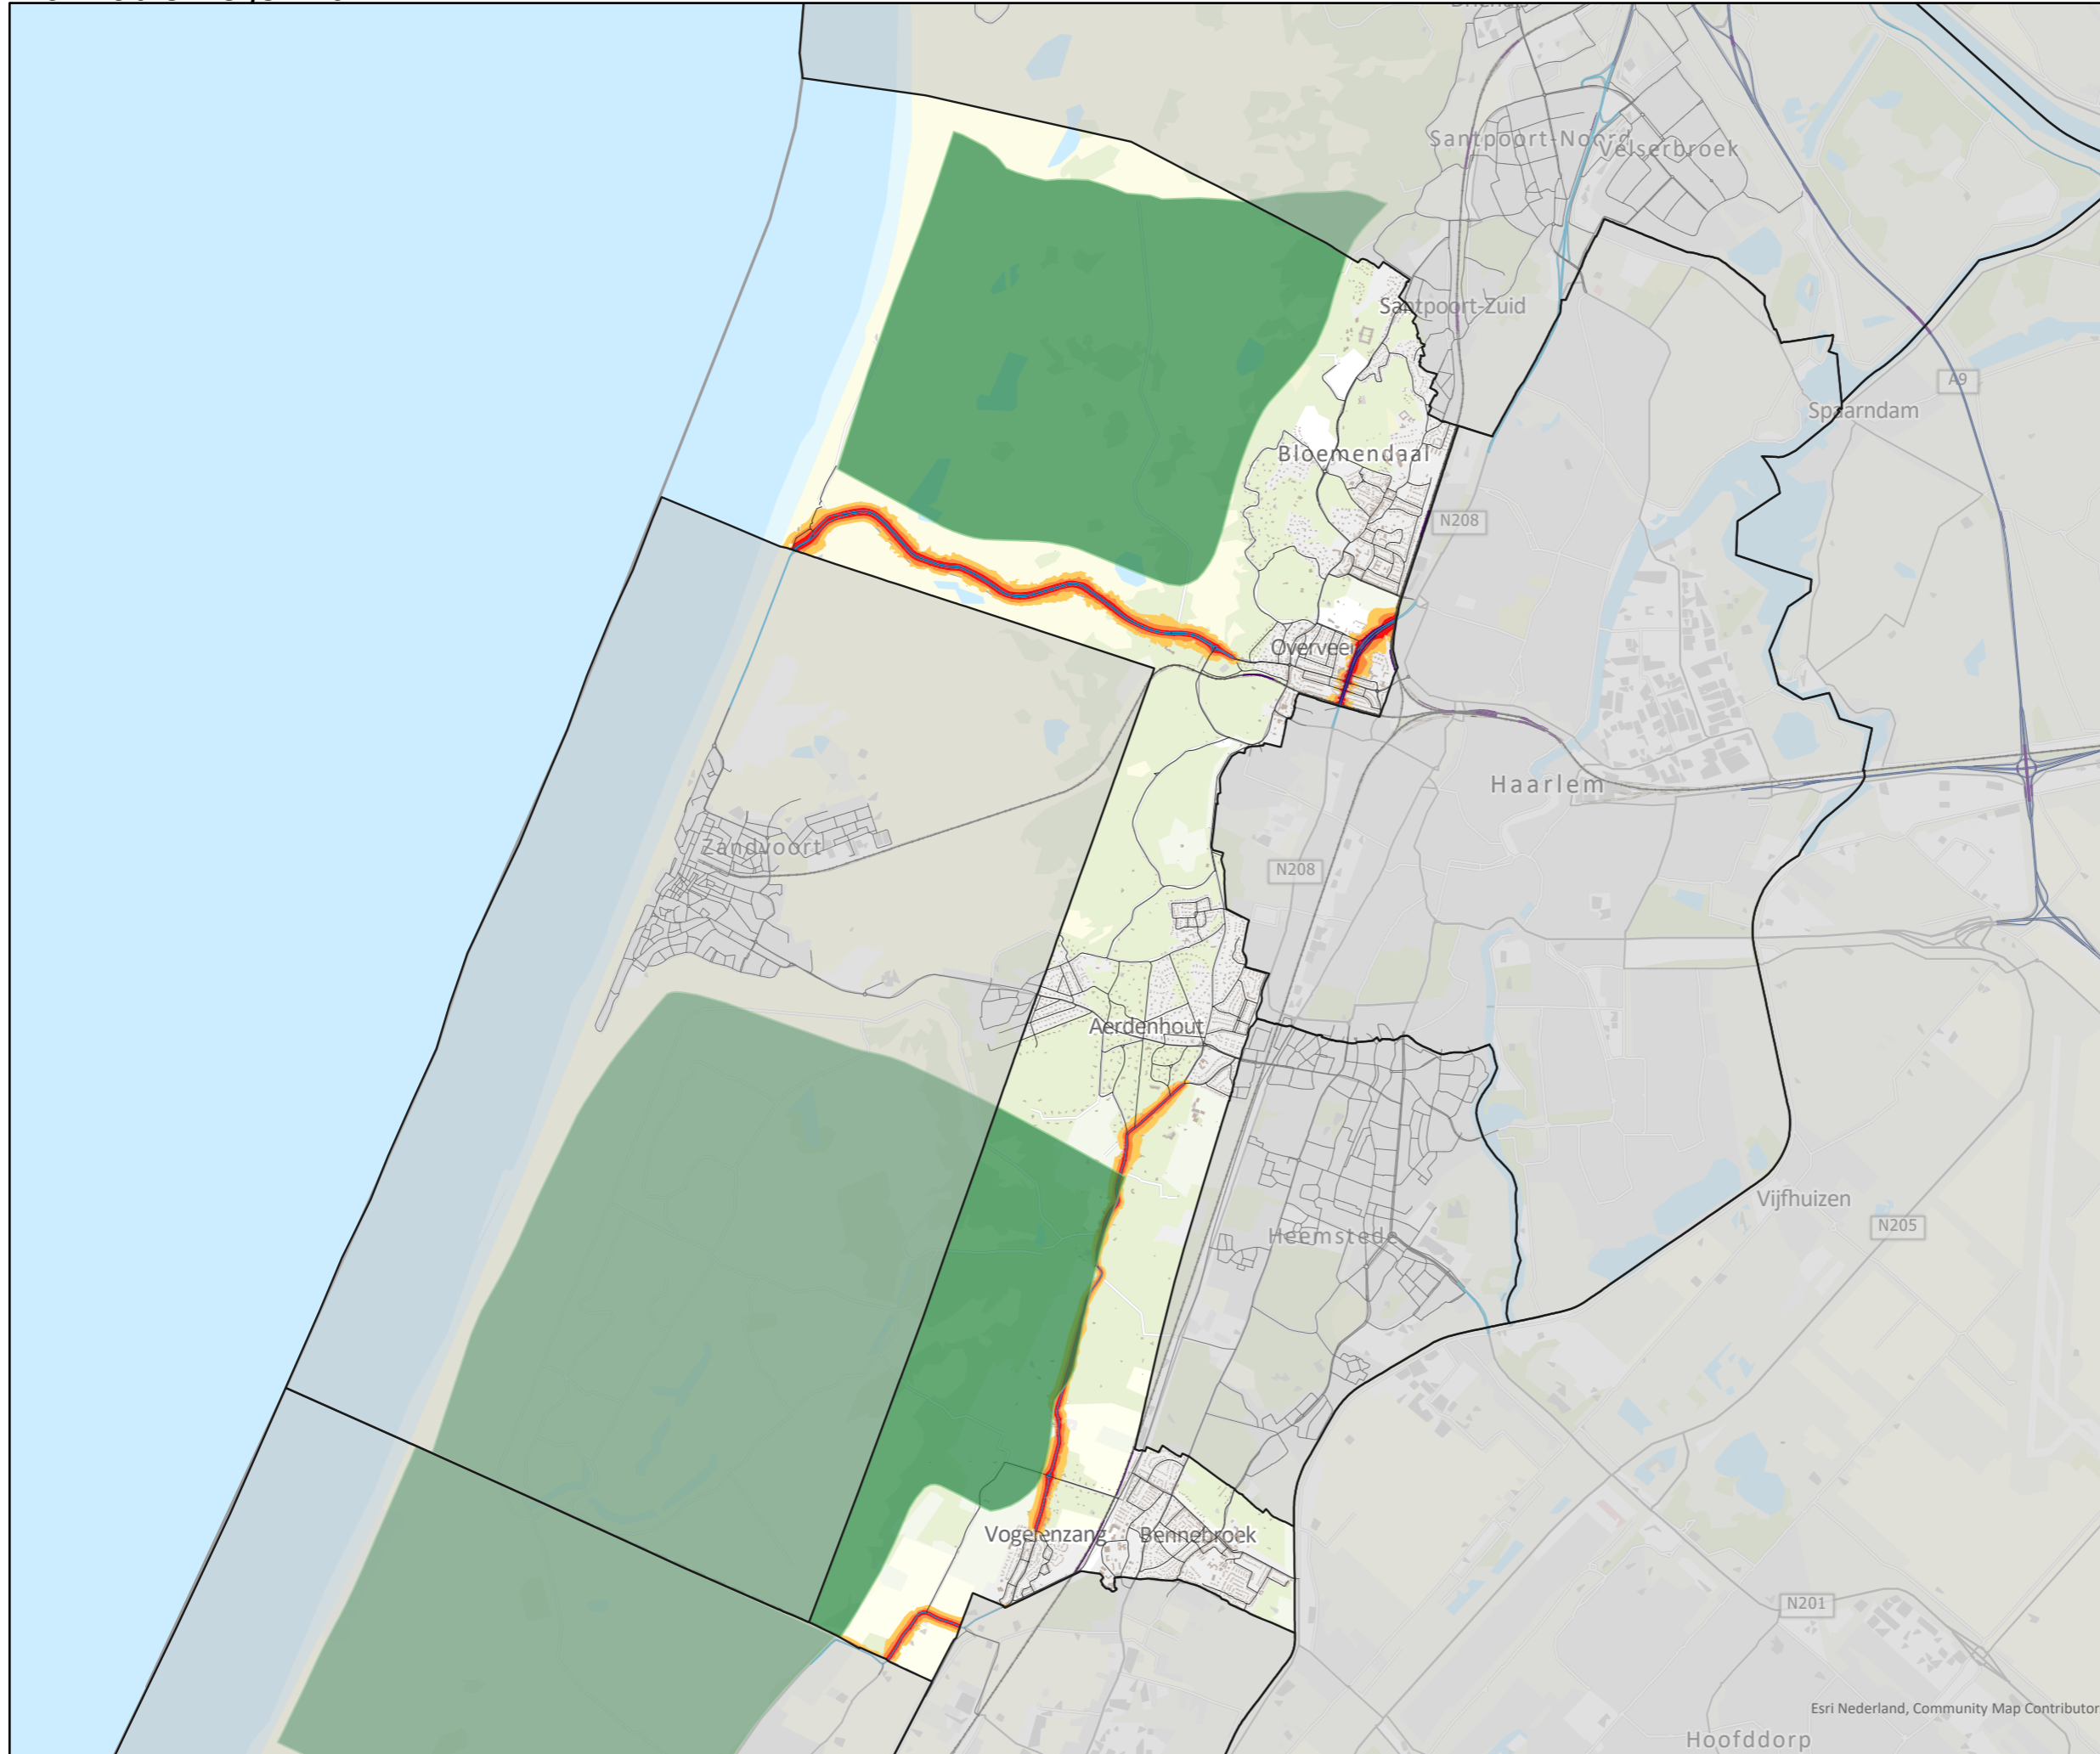 Santpoort-Noord
Velserbroek
Santpoort-Zuid
A9
Spaarndam
Bloemendaal
N208
Overveen
Haarlem
Zandvoort
N208
Aerdenhout
Vijfhuizen
N205
Heemstede
Vogelenzang
Bennebroek
N201
Esri Nederland, Community Map Contributor
Hoofddorp